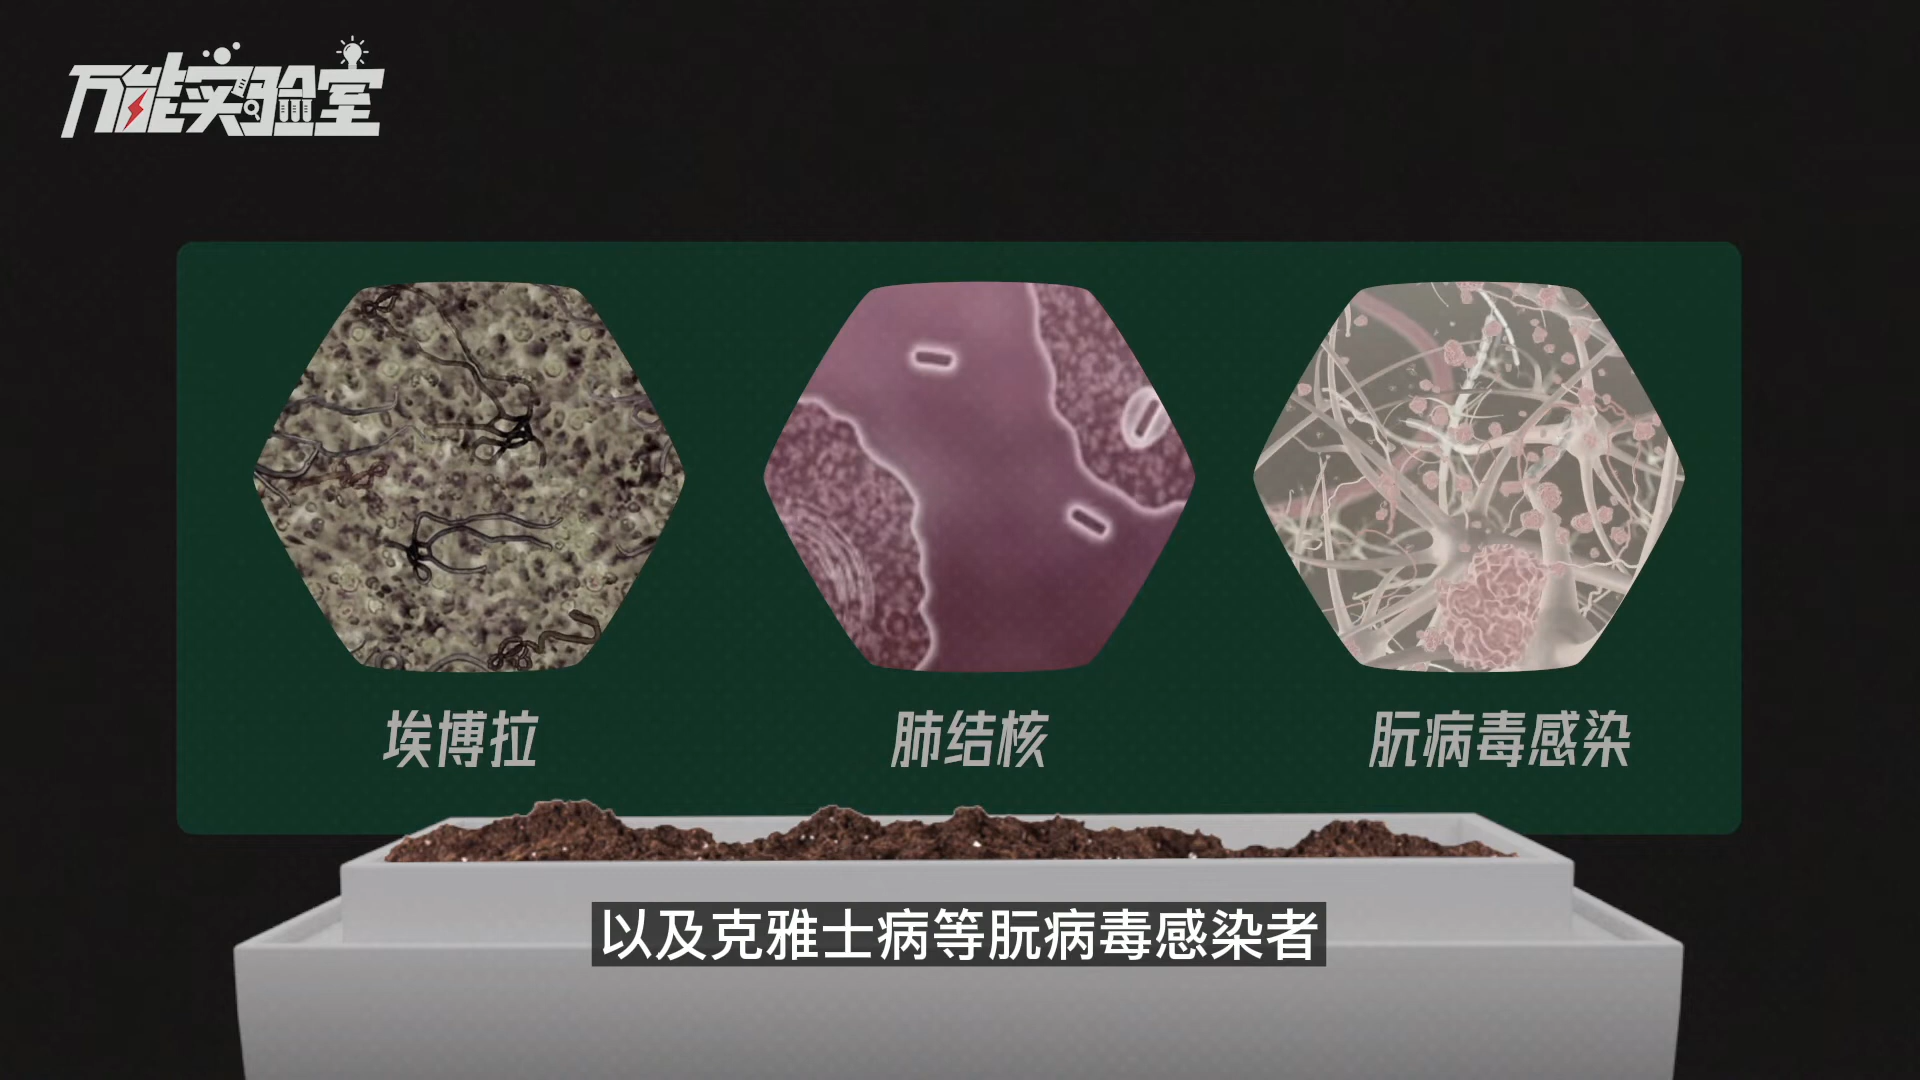 万能实验室
埃博拉
肺结核
朊病毒感染
以及克雅士病等朊病毒感染者